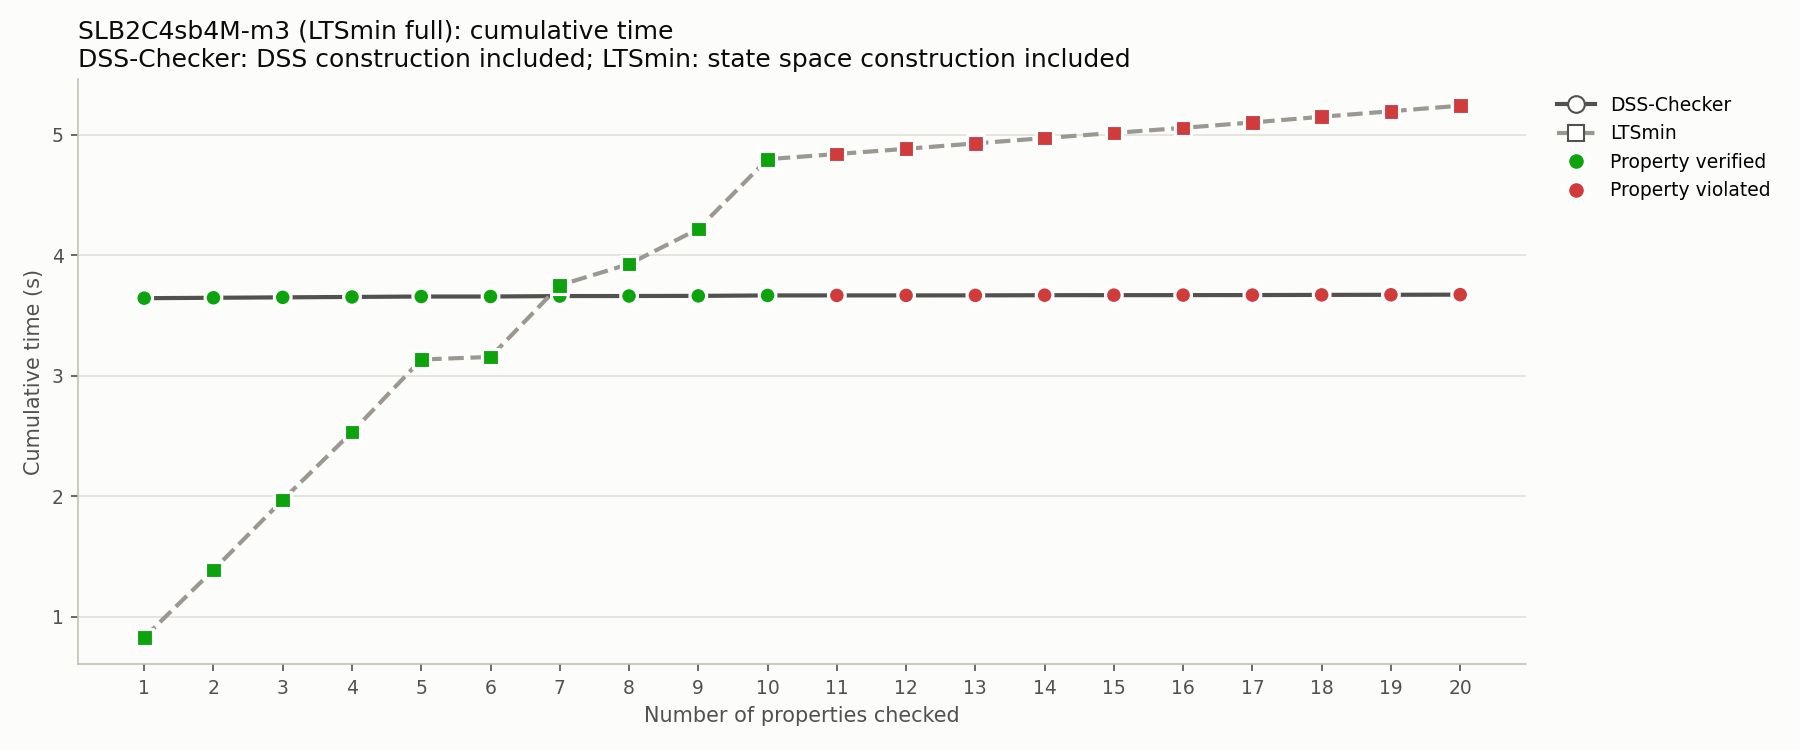 SLB2C4sb4M-m3 (LTSmin full): cumulative time
DSS-Checker: DSS construction included; LTSmin: state space construction included
DSS-Checker
LTSmin
Property verified
Property violated
Cumulative time (s)
5
4
3
2
1
1 2 3 4 5 6 7 8 9 10 11 12 13 14 15 16 17 18 19 20
Number of properties checked